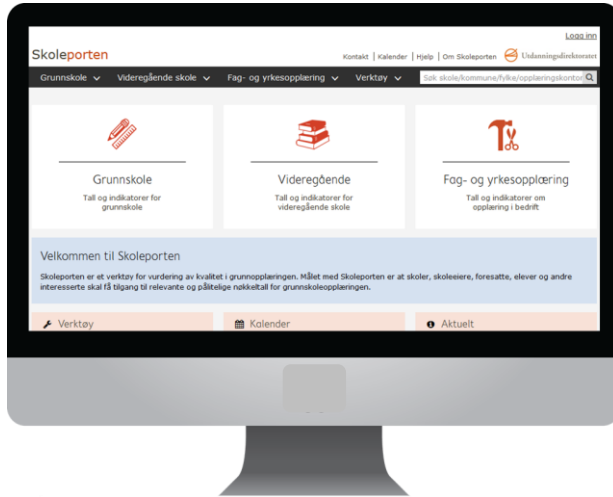 Logg inn
Skoleporten
Kontakt | Kalender | Hjelp | Om Skoleporten Utdanningsdirektoratet
Grunnskole Videregående skole Fag- og yrkesopplæring Verktøy Søk skole/kommune/fylke/opplæringskontor
Grunnskole
Tall og indikatorer for
grunnskole
Videregående
Tall og indikatorer for
videregående skole
Fag- og yrkesopplæring
Tall og indikatorer om
opplæring i bedrift
Velkommen til Skoleporten
Skoleporten er et verktøy for vurdering av kvalitet i grunnopplæringen. Målet med Skoleporten er at skoler, skoleeiere, foresatte, elever og andre
interesserte skal få tilgang til relevante og pålitelige nøkkeltall for grunnskoleopplæringen.
Verktøy
Kalender
Aktuelt